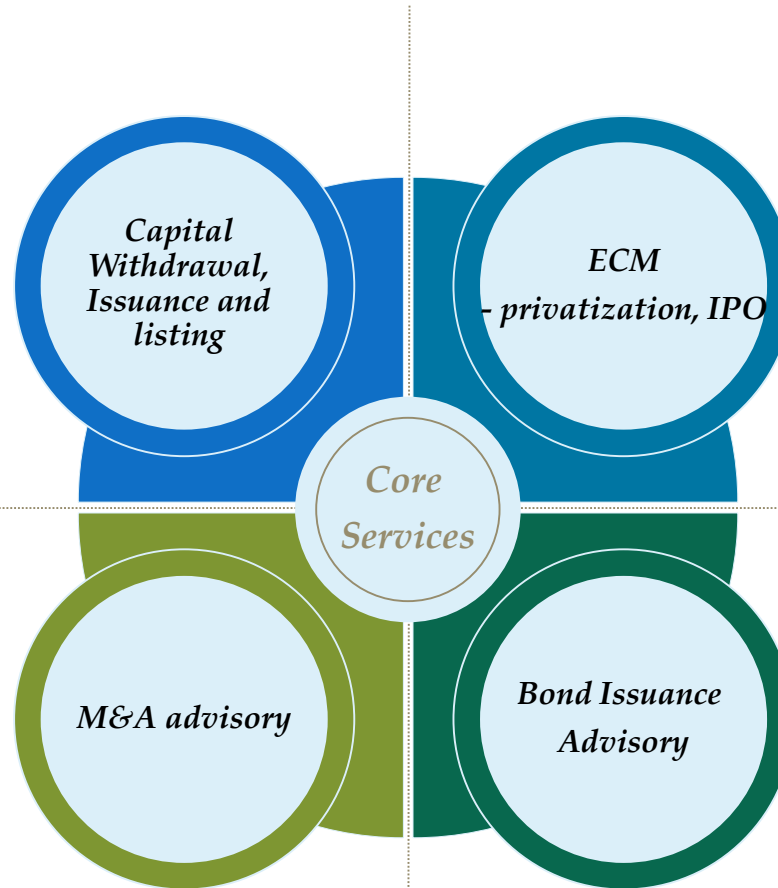 Capital
Withdrawal,
Issuance and
listing
ECM
- privatization, IPO
Core
Services
M&A advisory
Bond Issuance
Advisory